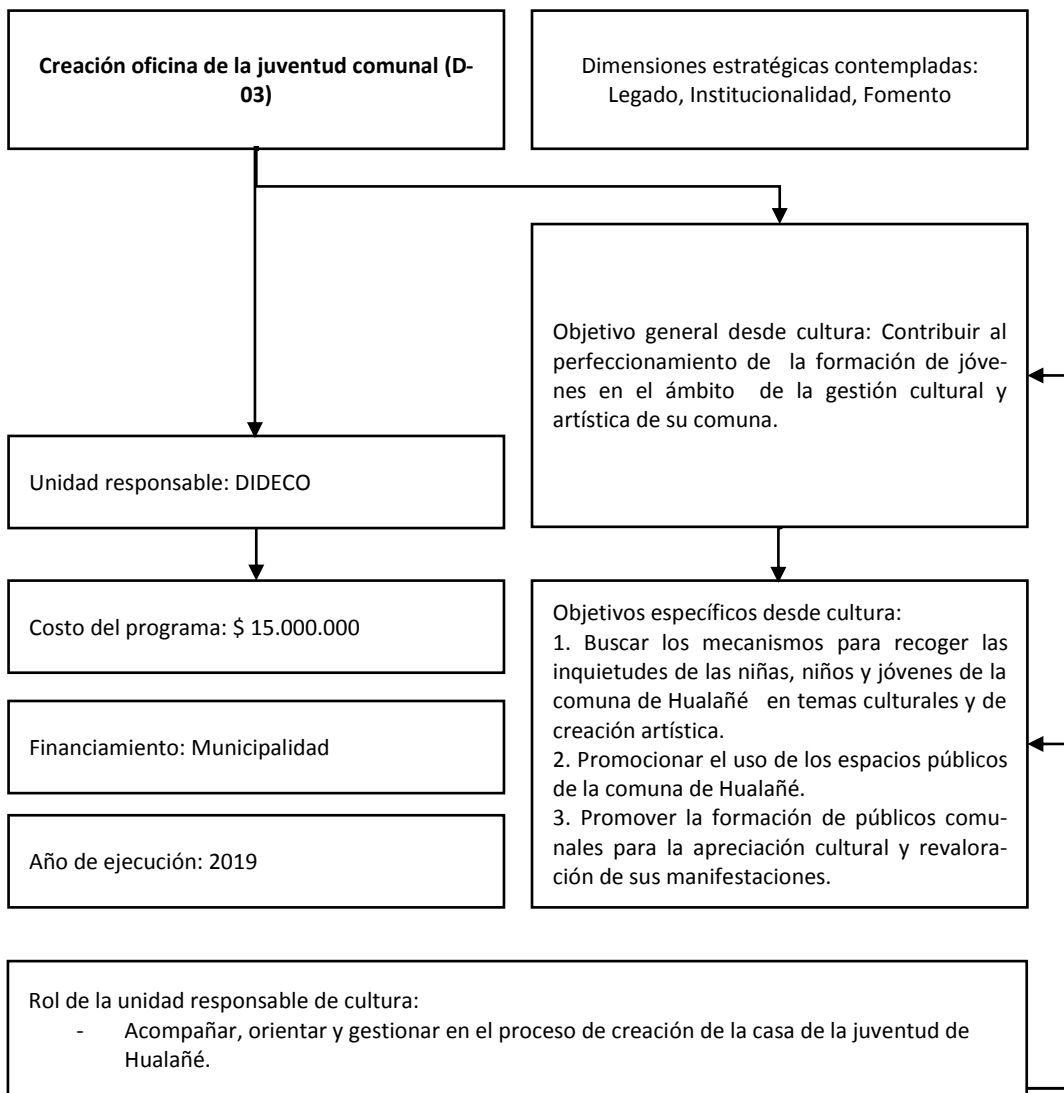 Creación oficina de la juventud comunal (D-
03)
Dimensiones estratégicas contempladas:
Legado, Institucionalidad, Fomento
Objetivo general desde cultura: Contribuir al
perfeccionamiento de la formación de jóve-
nes en el ámbito de la gestión cultural y
artística de su comuna.
Unidad responsable: DIDECO
Costo del programa: $ 15.000.000
Financiamiento: Municipalidad
Año de ejecución: 2019
Objetivos específicos desde cultura:
1. Buscar los mecanismos para recoger las
inquietudes de las niñas, niños y jóvenes de la
comuna de Hualañé en temas culturales y de
creación artística.
2. Promocionar el uso de los espacios públicos
de la comuna de Hualañé.
3. Promover la formación de públicos comu-
nales para la apreciación cultural y revalora-
ción de sus manifestaciones.
Rol de la unidad responsable de cultura:
- Acompañar, orientar y gestionar en el proceso de creación de la casa de la juventud de
Hualañé.